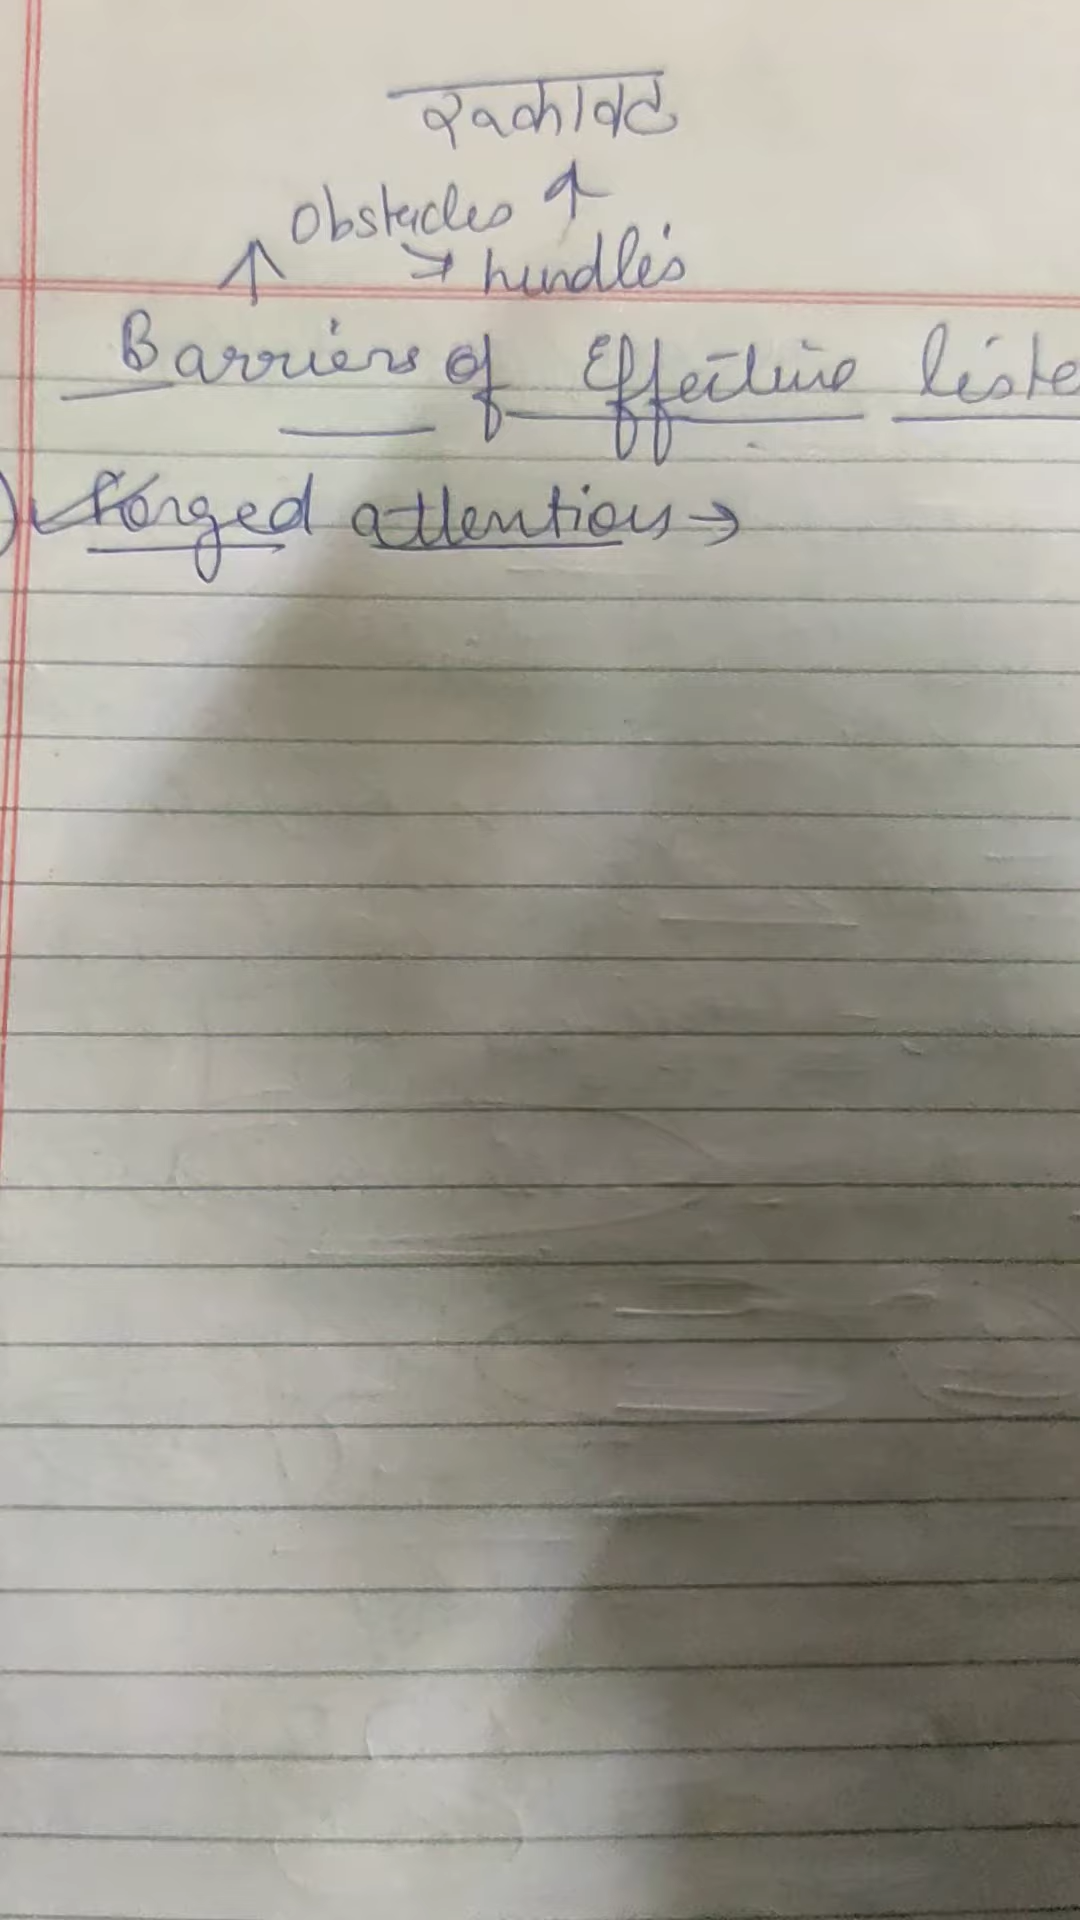 रुकावट
Obstacles
→ hurdles
Barriers of Effective liste
forged attention →